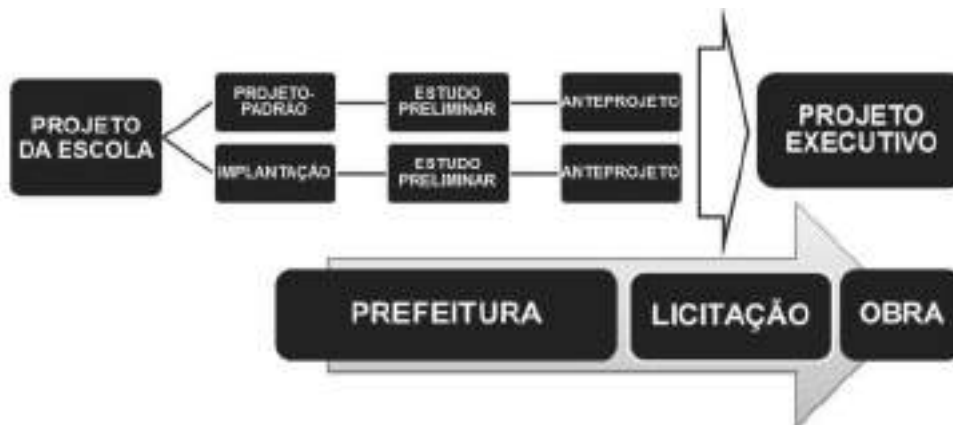 PROJETO
DA ESCOLA
PROJETO-
PADRÃO
ESTUDO
PRELIMINAR
ANTEPROJETO
IMPLANTAÇÃO
ESTUDO
PRELIMINAR
ANTEPROJETO
PROJETO
EXECUTIVO
PREFEITURA
LICITAÇÃO
OBRA